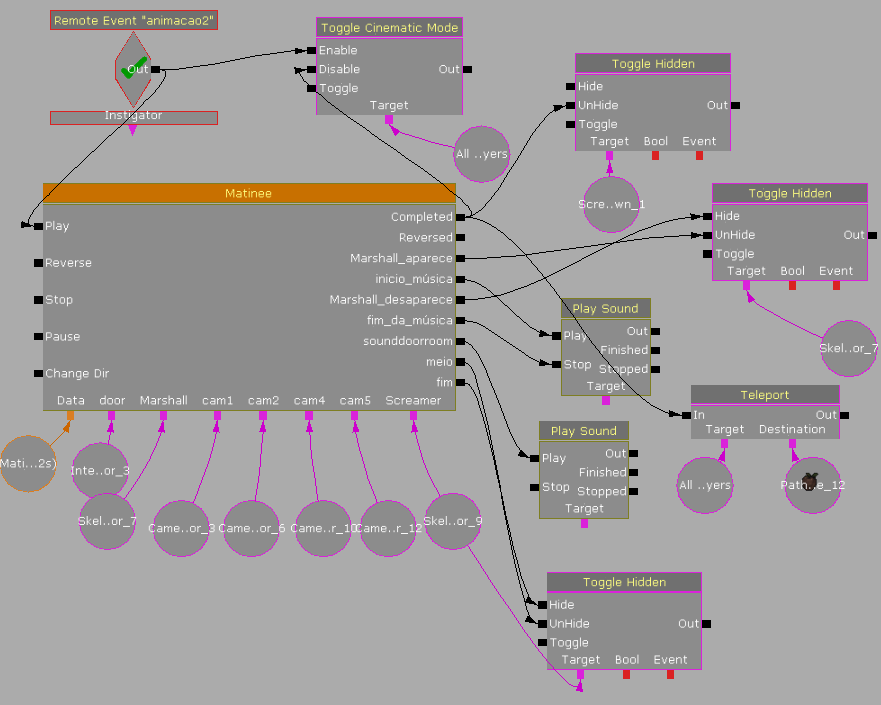 Remote Event "animacao2"
Out
Instigator
Toggle Cinematic Mode
Enable
Disable
Out
Toggle
Target
All ..yers
Toggle Hidden
Hide
UnHide
Out
Toggle
Target Bool Event
Scre..wn_1
Toggle Hidden
Hide
UnHide
Out
Toggle
Target Bool Event
Skel..or_7
Matinee
Play
Reverse
Stop
Pause
Change Dir
Completed
Reversed
Marshall_aparece
inicio_música
Marshall_desaparece
fim_da_música
sounddoorroom
meio
fim
Data door Marshall cam1 cam2 cam4 cam5 Screamer
Mati...2s)
Inte..or_3
Skel..or_7
Came..or_3
Came..or_6
Came..r_10
Came..r_12
Skel..or_9
Play Sound
Play
Out
Finished
Stop
Stopped
Target
Play Sound
Play
Out
Finished
Stop
Stopped
Target
Teleport
In
Out
Target Destination
All ..yers
Toggle Hidden
Hide
UnHide
Out
Toggle
Target Bool Event